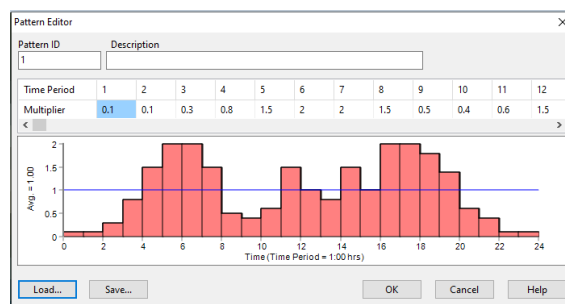 Pattern Editor
Pattern ID Description
1
Time Period 1 2 3 4 5 6 7 8 9 10 11 12
Multiplier 0.1 0.1 0.3 0.8 1.5 2 2 1.5 0.5 0.4 0.6 1.5
2
1.5
1
0.5
0
Avg. = 1.00
0 2 4 6 8 10 12 14 16 18 20 22 24
Time (Time Period = 1:00 hrs)
Load... Save... OK Cancel Help